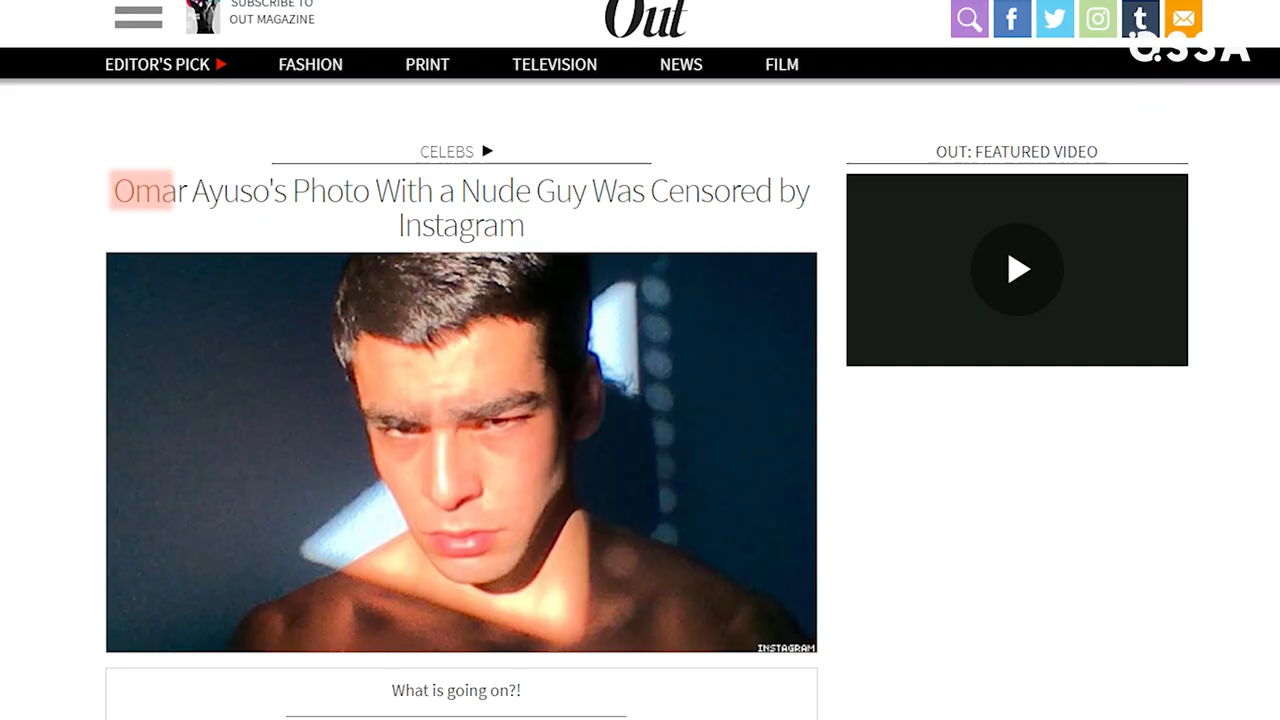 SUBSCRIBE TO
OUT MAGAZINE
Out
EDITOR'S PICK
FASHION
PRINT
TELEVISION
NEWS
FILM
CELEBS
Omar Ayuso's Photo With a Nude Guy Was Censored by
Instagram
INSTAGRAM
What is going on?!
OUT: FEATURED VIDEO